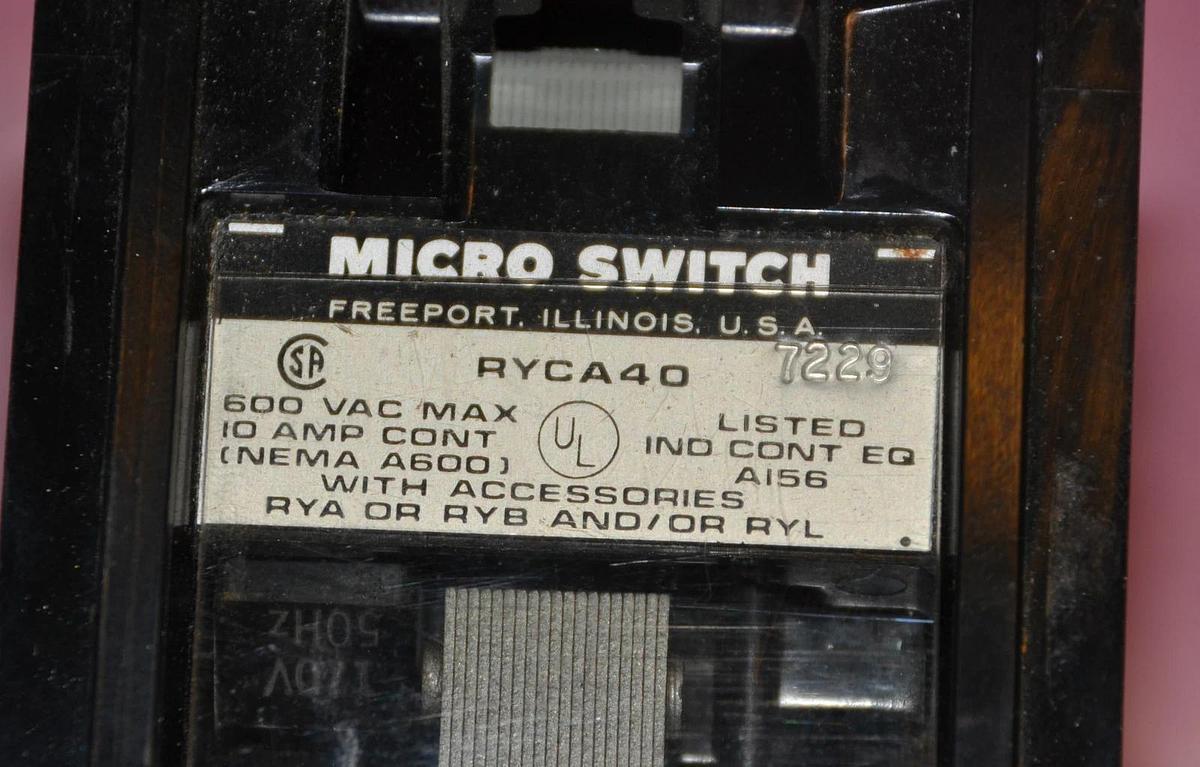 MICRO SWITCH
FREEPORT, ILLINOIS, U.S.A.
SA RYCA40 7229
600 VAC MAX
10 AMP CONT
(NEMA A600)
UL
LISTED
IND CONT EQ
A156
WITH ACCESSORIES
RYA OR RYB AND/OR RYL
50Hz